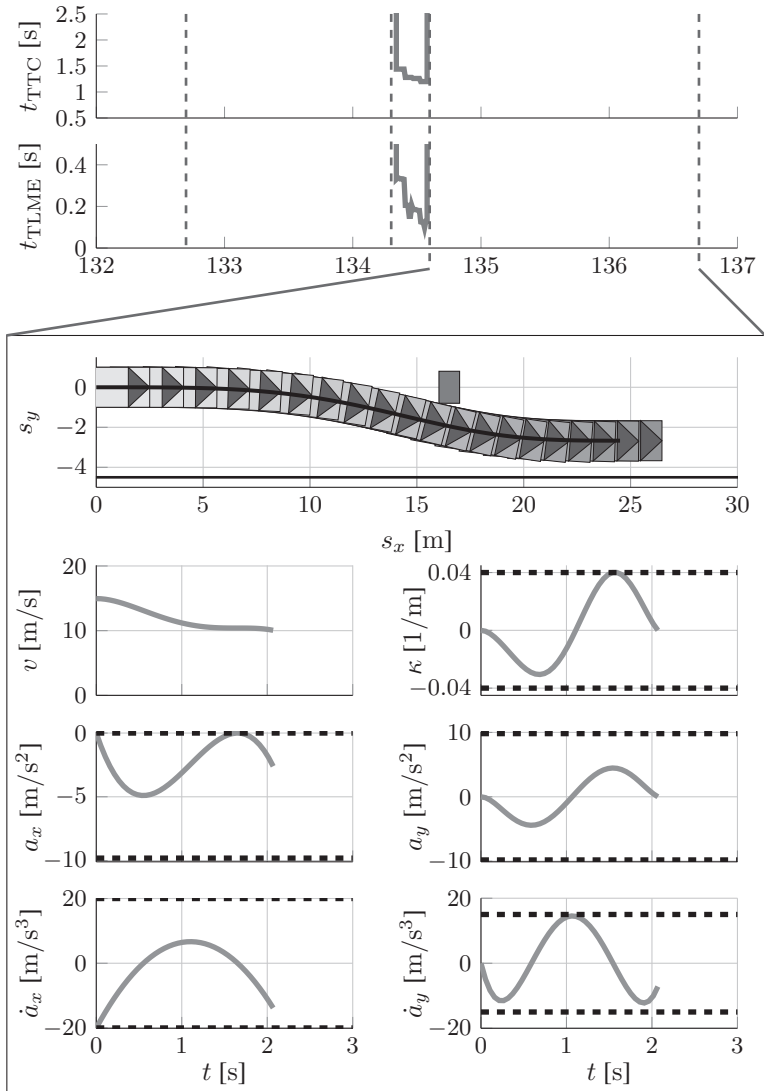 2.5
2
1.5
1
0.5
t_TTC [s]
0.4
0.2
0
t_TLME [s]
132 133 134 135 136 137
0
−2
−4
s_y
0 5 10 15 20 25 30
s_x [m]
20
10
0
v [m/s]
0.04
0
−0.04
κ [1/m]
0
−5
−10
a_x [m/s²]
10
0
−10
a_y [m/s²]
20
0
−20
ȧ_x [m/s³]
0 1 2 3
t [s]
20
0
−20
ȧ_y [m/s³]
0 1 2 3
t [s]